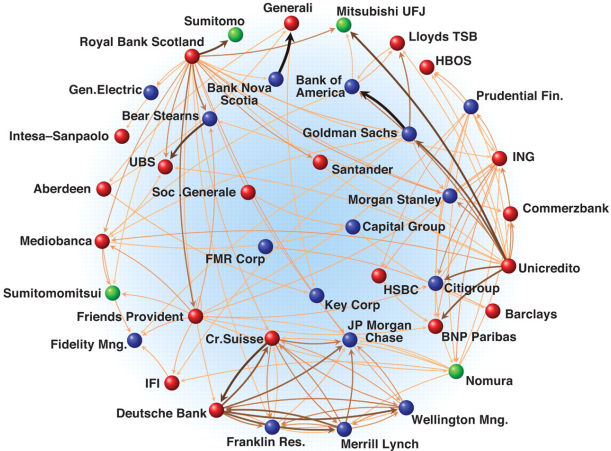 Generali
Mitsubishi UFJ
Sumitomo
Lloyds TSB
Royal Bank Scotland
HBOS
Gen.Electric
Bank Nova
Scotia
Bank of
America
Prudential Fin.
Bear Stearns
Goldman Sachs
Intesa–Sanpaolo
UBS
Santander
ING
Aberdeen
Soc .Generale
Morgan Stanley
Commerzbank
Capital Group
Mediobanca
FMR Corp
Unicredito
HSBC
Citigroup
Sumitomomitsui
Key Corp
Barclays
Friends Provident
JP Morgan
Chase
BNP Paribas
Cr.Suisse
Fidelity Mng.
Nomura
IFI
Deutsche Bank
Wellington Mng.
Franklin Res.
Merrill Lynch